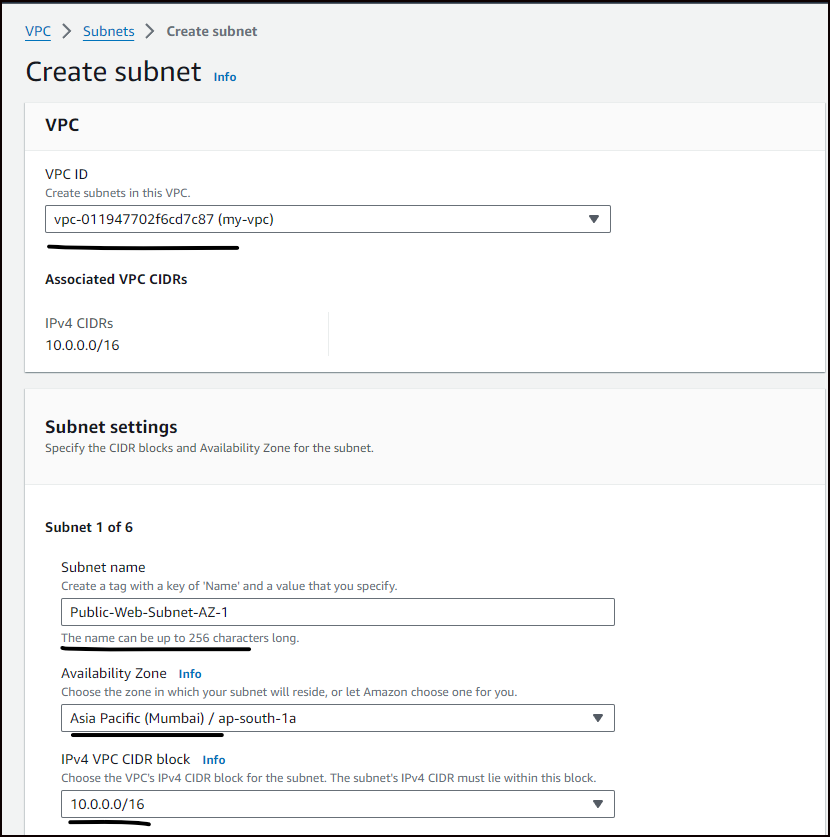 VPC > Subnets > Create subnet
Create subnet Info
VPC
VPC ID
Create subnets in this VPC.
vpc-011947702f6cd7c87 (my-vpc)
Associated VPC CIDRs
IPv4 CIDRs
10.0.0.0/16
Subnet settings
Specify the CIDR blocks and Availability Zone for the subnet.
Subnet 1 of 6
Subnet name
Create a tag with a key of 'Name' and a value that you specify.
Public-Web-Subnet-AZ-1
The name can be up to 256 characters long.
Availability Zone Info
Choose the zone in which your subnet will reside, or let Amazon choose one for you.
Asia Pacific (Mumbai) / ap-south-1a
IPv4 VPC CIDR block Info
Choose the VPC's IPv4 CIDR block for the subnet. The subnet's IPv4 CIDR must lie within this block.
10.0.0.0/16